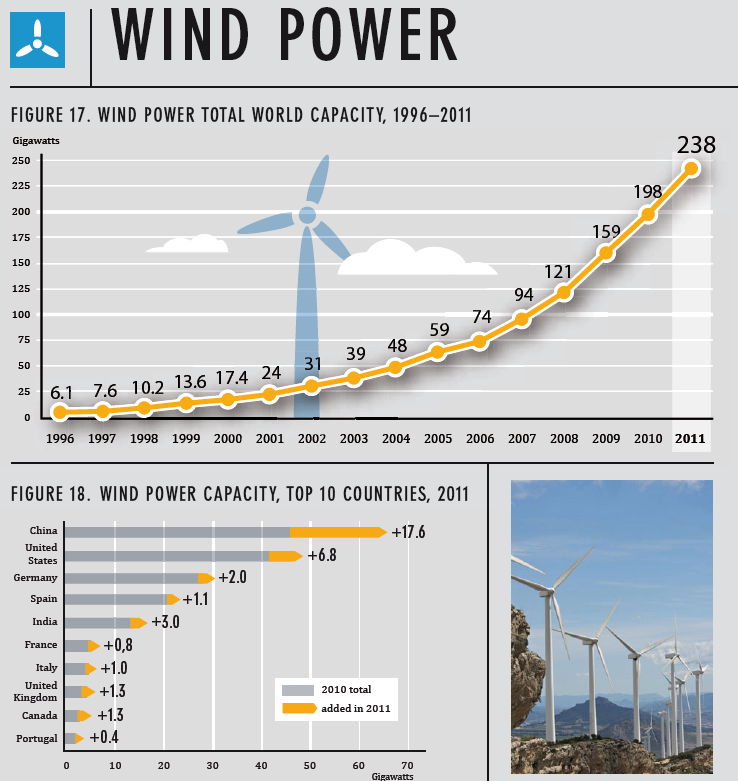 WIND POWER
FIGURE 17. WIND POWER TOTAL WORLD CAPACITY, 1996–2011
Gigawatts
238
250
225
200
175
150
125
100
75
50
25
0
6.1 7.6 10.2 13.6 17.4 24 31 39 48 59 74 94 121 159 198
1996 1997 1998 1999 2000 2001 2002 2003 2004 2005 2006 2007 2008 2009 2010 2011
FIGURE 18. WIND POWER CAPACITY, TOP 10 COUNTRIES, 2011
China +17.6
United
States +6.8
Germany +2.0
Spain +1.1
India +3.0
France +0,8
Italy +1.0
United
Kingdom +1.3
Canada +1.3
Portugal +0.4
2010 total
added in 2011
0 10 20 30 40 50 60 70
Gigawatts